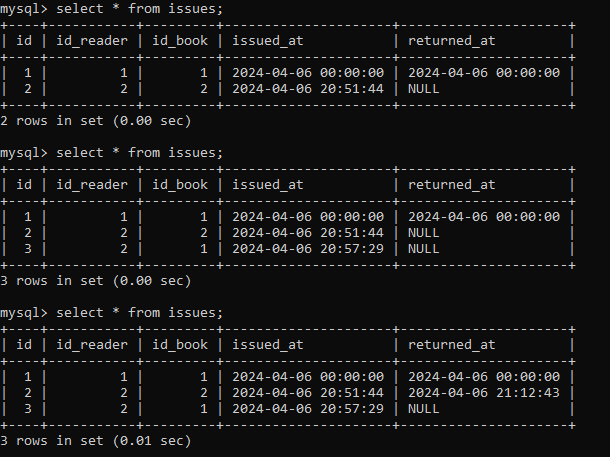 mysql> select * from issues;
+----+-----------+---------+---------------------+---------------------+
| id | id_reader | id_book | issued_at           | returned_at         |
+----+-----------+---------+---------------------+---------------------+
|  1 |         1 |       1 | 2024-04-06 00:00:00 | 2024-04-06 00:00:00 |
|  2 |         2 |       2 | 2024-04-06 20:51:44 | NULL                |
+----+-----------+---------+---------------------+---------------------+
2 rows in set (0.00 sec)

mysql> select * from issues;
+----+-----------+---------+---------------------+---------------------+
| id | id_reader | id_book | issued_at           | returned_at         |
+----+-----------+---------+---------------------+---------------------+
|  1 |         1 |       1 | 2024-04-06 00:00:00 | 2024-04-06 00:00:00 |
|  2 |         2 |       2 | 2024-04-06 20:51:44 | NULL                |
|  3 |         2 |       1 | 2024-04-06 20:57:29 | NULL                |
+----+-----------+---------+---------------------+---------------------+
3 rows in set (0.00 sec)

mysql> select * from issues;
+----+-----------+---------+---------------------+---------------------+
| id | id_reader | id_book | issued_at           | returned_at         |
+----+-----------+---------+---------------------+---------------------+
|  1 |         1 |       1 | 2024-04-06 00:00:00 | 2024-04-06 00:00:00 |
|  2 |         2 |       2 | 2024-04-06 20:51:44 | 2024-04-06 21:12:43 |
|  3 |         2 |       1 | 2024-04-06 20:57:29 | NULL                |
+----+-----------+---------+---------------------+---------------------+
3 rows in set (0.01 sec)